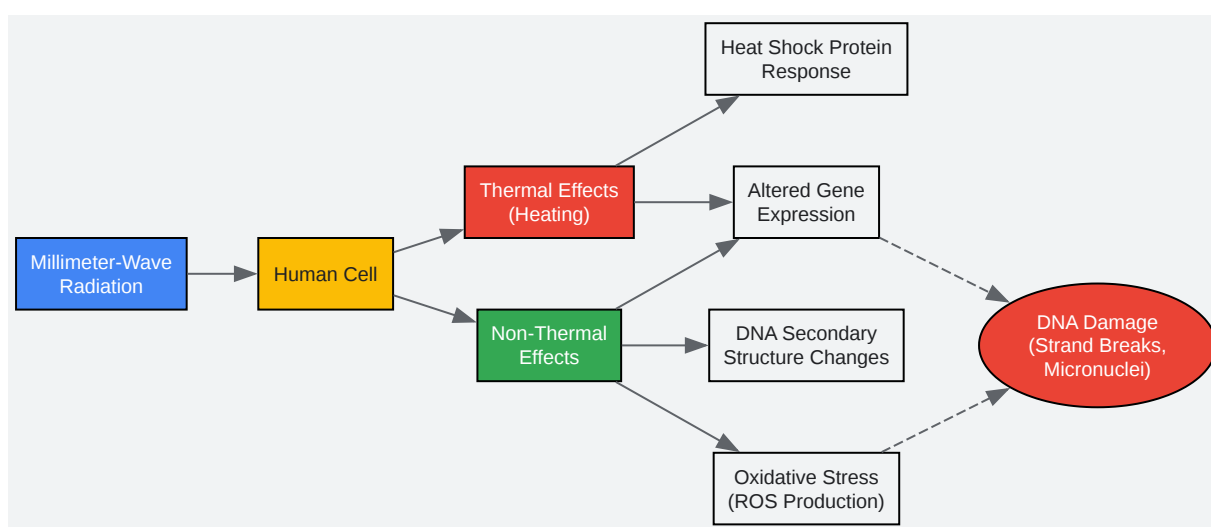 Millimeter-Wave
Radiation
Human Cell
Thermal Effects
(Heating)
Non-Thermal
Effects
Heat Shock Protein
Response
Altered Gene
Expression
DNA Secondary
Structure Changes
Oxidative Stress
(ROS Production)
DNA Damage
(Strand Breaks,
Micronuclei)